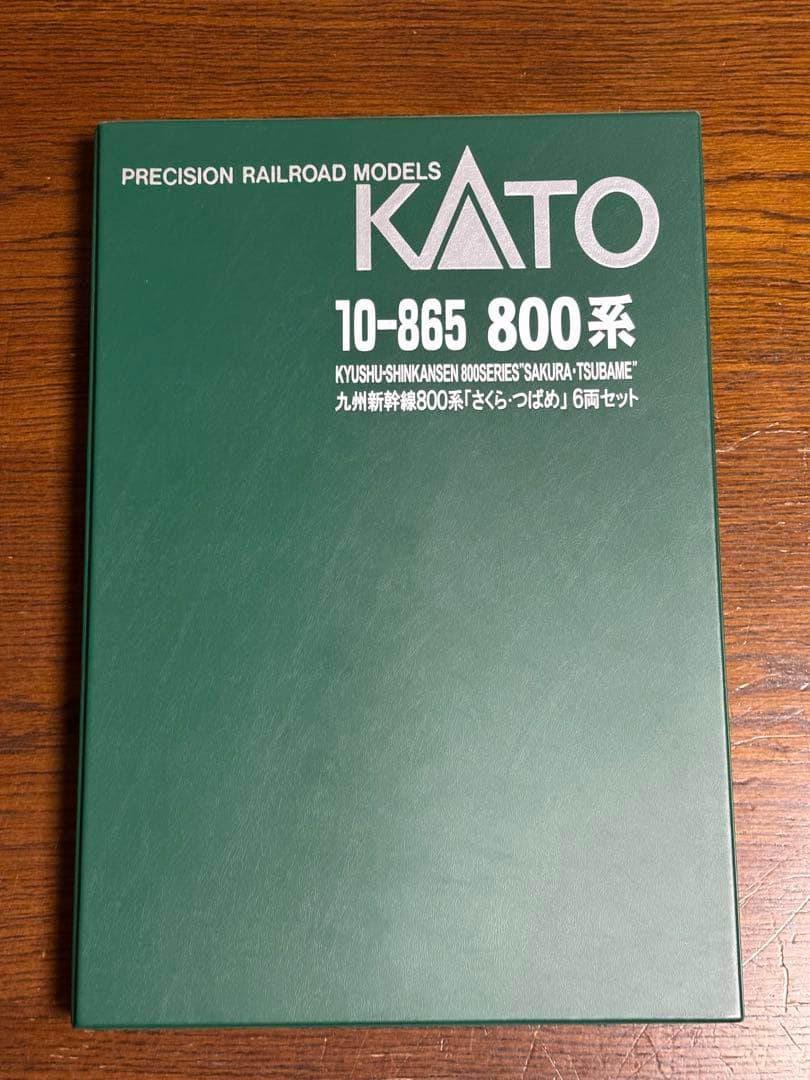 PRECISION RAILROAD MODELS
KATO
10-865 800系
KYUSHU-SHINKANSEN 800SERIES"SAKURA・TSUBAME"
九州新幹線800系「さくら・つばめ」6両セット